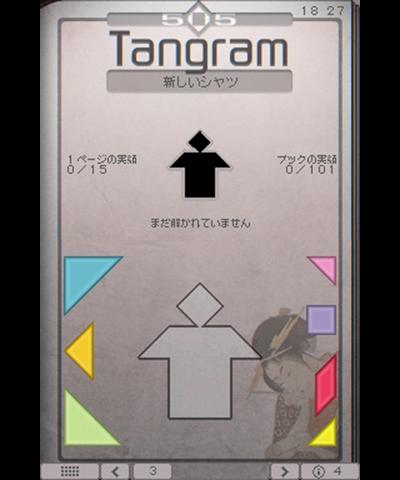 18 27
505
Tangram
新しいシャツ
1ページの実績
0/15
ブックの実績
0/101
まだ解かれていません
3
4